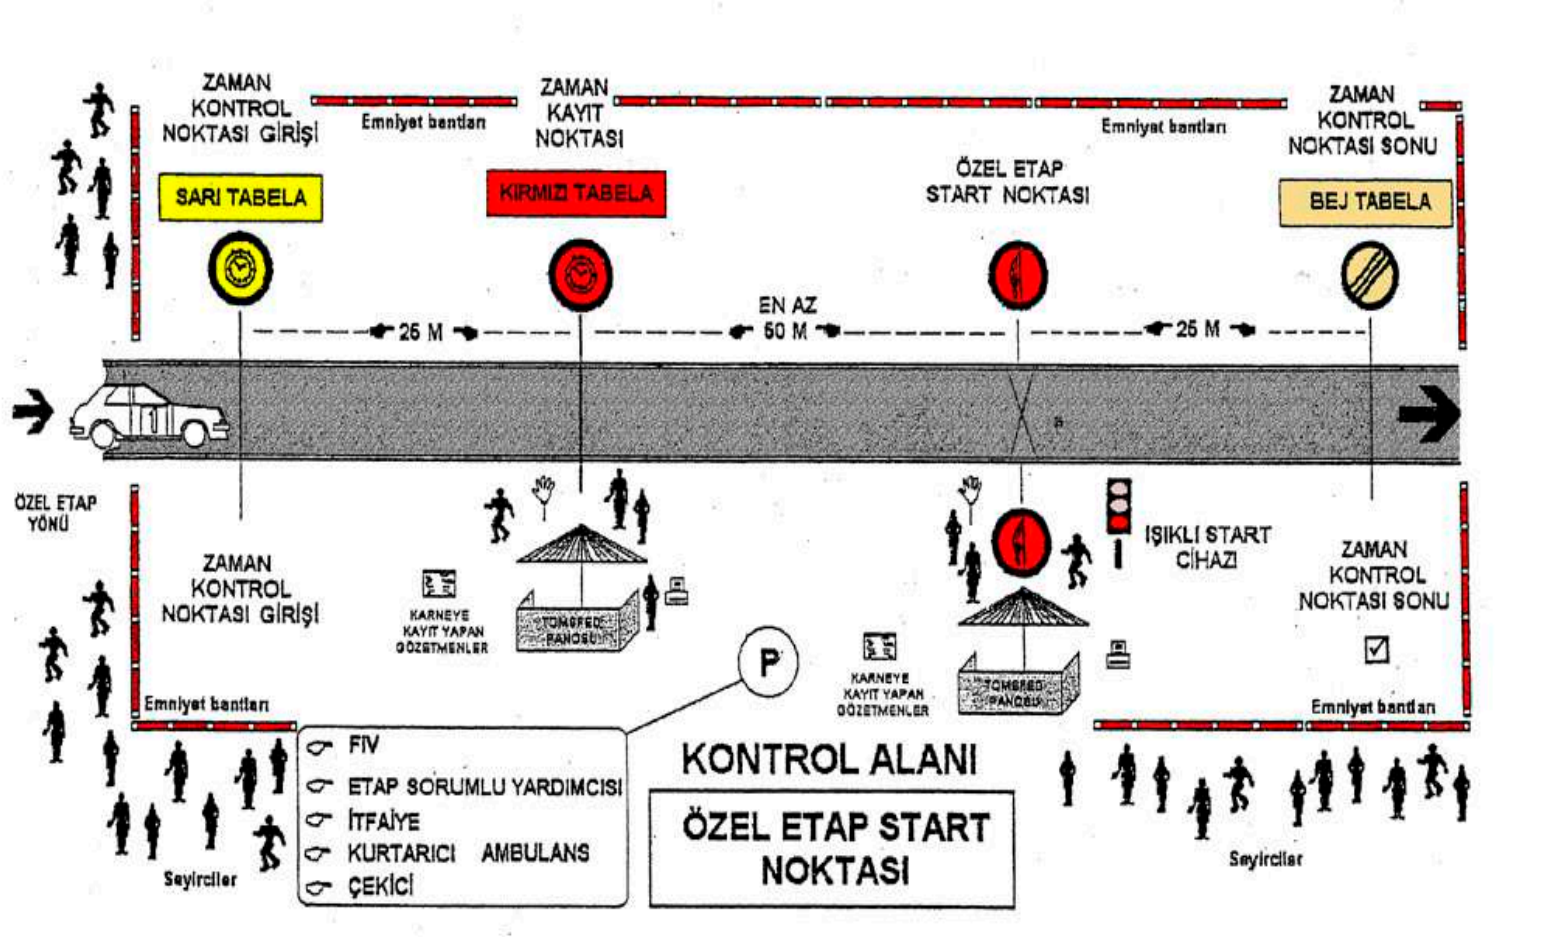 ZAMAN
KONTROL
NOKTASI GİRİŞİ
SARI TABELA
Emniyet bantları
ZAMAN
KAYIT
NOKTASI
KIRMIZI TABELA
ÖZEL ETAP
START NOKTASI
Emniyet bantları
ZAMAN
KONTROL
NOKTASI SONU
BEJ TABELA
25 M
EN AZ
50 M
25 M
1
ÖZEL ETAP
YÖNÜ
ZAMAN
KONTROL
NOKTASI GİRİŞİ
KARNEYE
KAYIT YAPAN
GÖZETMENLER
TOMSFED
PANOSU
P
KARNEYE
KAYIT YAPAN
GÖZETMENLER
TOMSFED
PANOSU
IŞIKLI START
CİHAZI
ZAMAN
KONTROL
NOKTASI SONU
Emniyet bantları
Emniyet bantları
FIV
ETAP SORUMLU YARDIMCISI
İTFAİYE
KURTARICI AMBULANS
ÇEKİCİ
KONTROL ALANI
ÖZEL ETAP START
NOKTASI
Seyirciler
Seyirciler